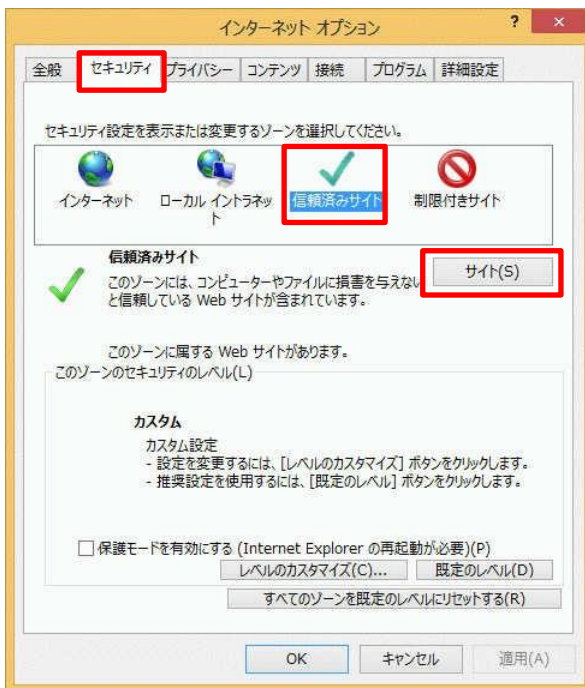 インターネット オプション ? ×
全般 セキュリティ プライバシー コンテンツ 接続 プログラム 詳細設定
セキュリティ設定を表示または変更するゾーンを選択してください。
インターネット ローカル イントラネッ 信頼済みサイト 制限付きサイト
ト
信頼済みサイト
サイト(S)
このゾーンには、コンピューターやファイルに損害を与えない
と信頼している Web サイトが含まれています。
このゾーンに属する Web サイトがあります。
このゾーンのセキュリティのレベル(L)
カスタム
カスタム設定
- 設定を変更するには、[レベルのカスタマイズ] ボタンをクリックします。
- 推奨設定を使用するには、[既定のレベル] ボタンをクリックします。
保護モードを有効にする (Internet Explorer の再起動が必要)(P)
レベルのカスタマイズ(C)... 既定のレベル(D)
すべてのゾーンを既定のレベルにリセットする(R)
OK キャンセル 適用(A)